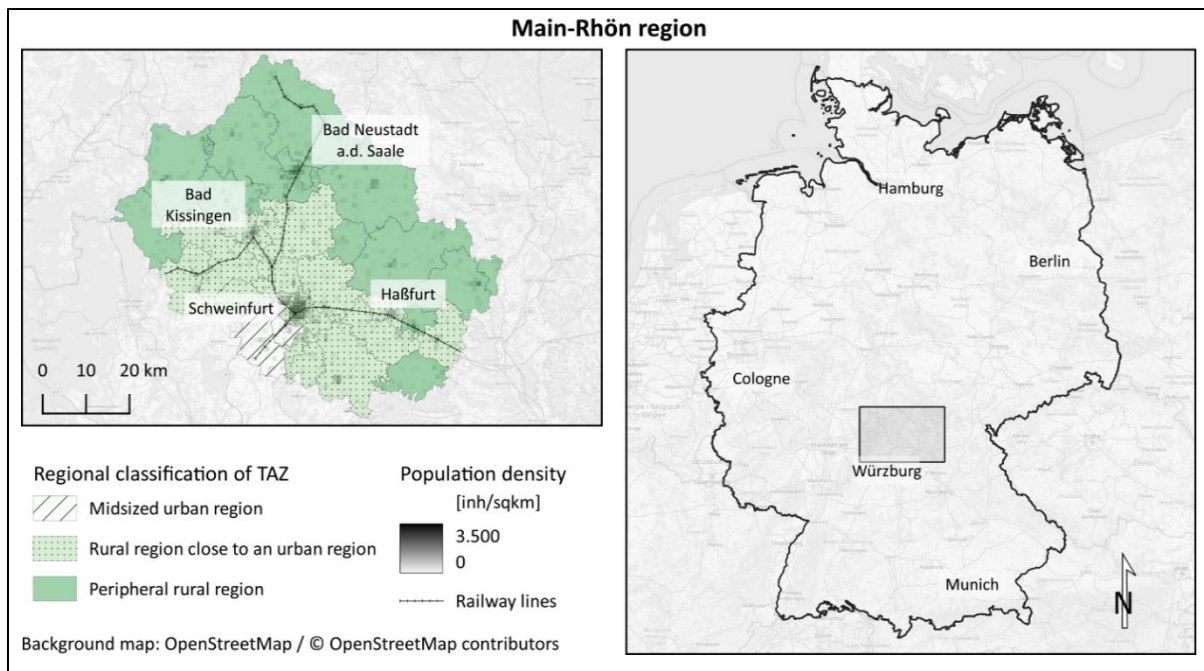 Main-Rhön region
Bad Neustadt
a.d. Saale
Bad
Kissingen
Schweinfurt
Haßfurt
0 10 20 km
Hamburg
Berlin
Cologne
Würzburg
Munich
N
Regional classification of TAZ
Midsized urban region
Rural region close to an urban region
Peripheral rural region
Population density
[inh/sqkm]
3.500
0
Railway lines
Background map: OpenStreetMap / © OpenStreetMap contributors